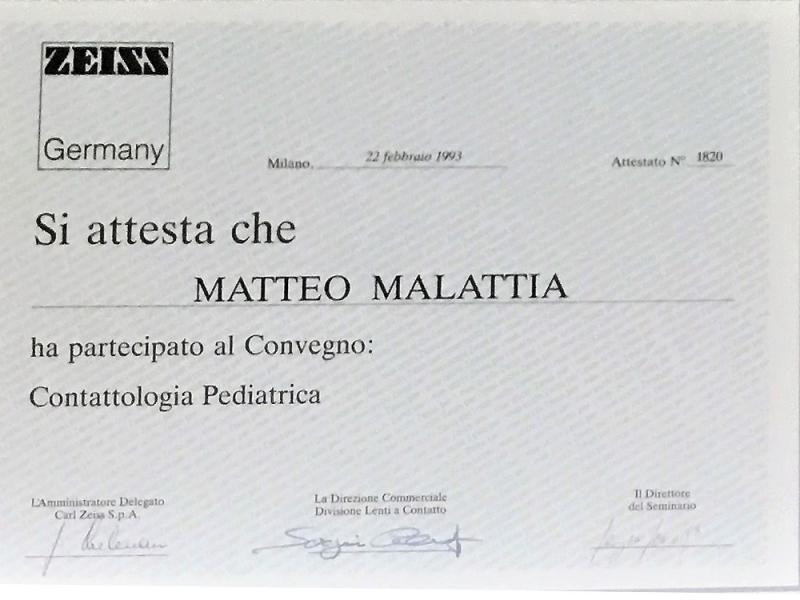 ZEISS
Germany
Milano, 22 febbraio 1993
Attestato N° 1820
Si attesta che
MATTEO MALATTIA
ha partecipato al Convegno:
Contattologia Pediatrica
L'Amministratore Delegato
Carl Zeiss S.p.A.
La Direzione Commerciale
Divisione Lenti a Contatto
Il Direttore
del Seminario